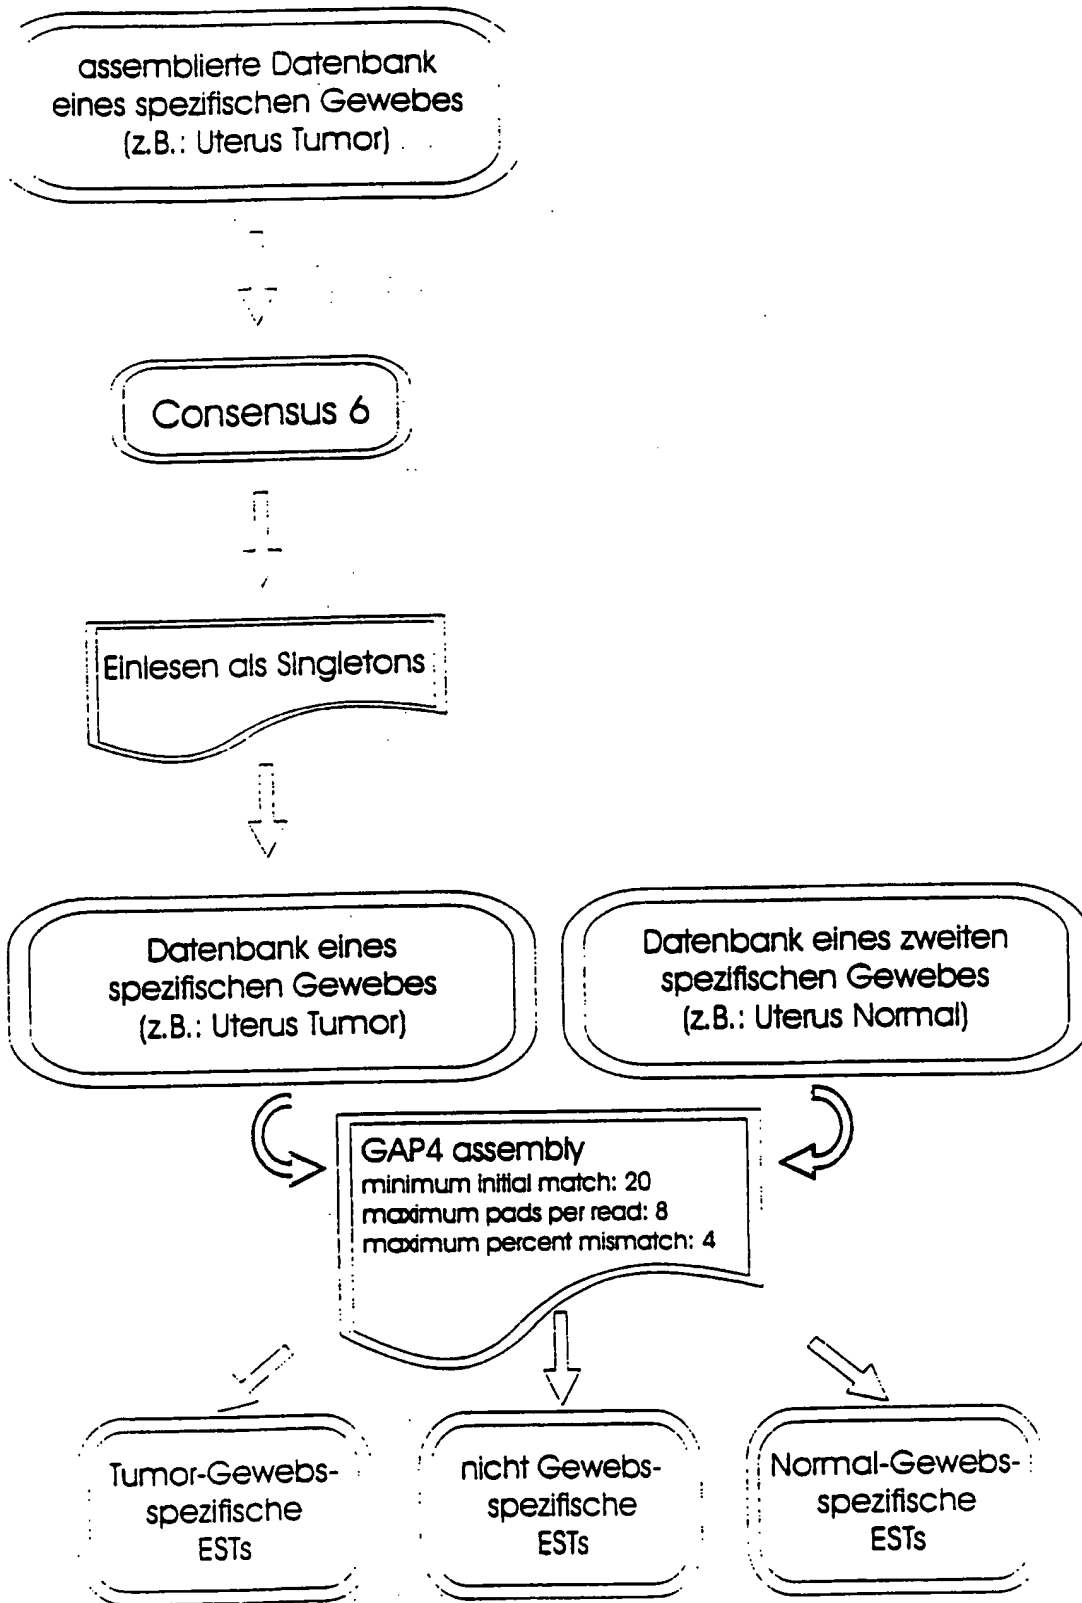 assemblierte Datenbank
eines spezifischen Gewebes
(z.B.: Uterus Tumor)
Consensus 6
Einlesen als Singletons
Datenbank eines
spezifischen Gewebes
(z.B.: Uterus Tumor)
Datenbank eines zweiten
spezifischen Gewebes
(z.B.: Uterus Normal)
GAP4 assembly
minimum initial match: 20
maximum pads per read: 8
maximum percent mismatch: 4
Tumor-Gewebs-
spezifische
ESTs
nicht Gewebs-
spezifische
ESTs
Normal-Gewebs-
spezifische
ESTs